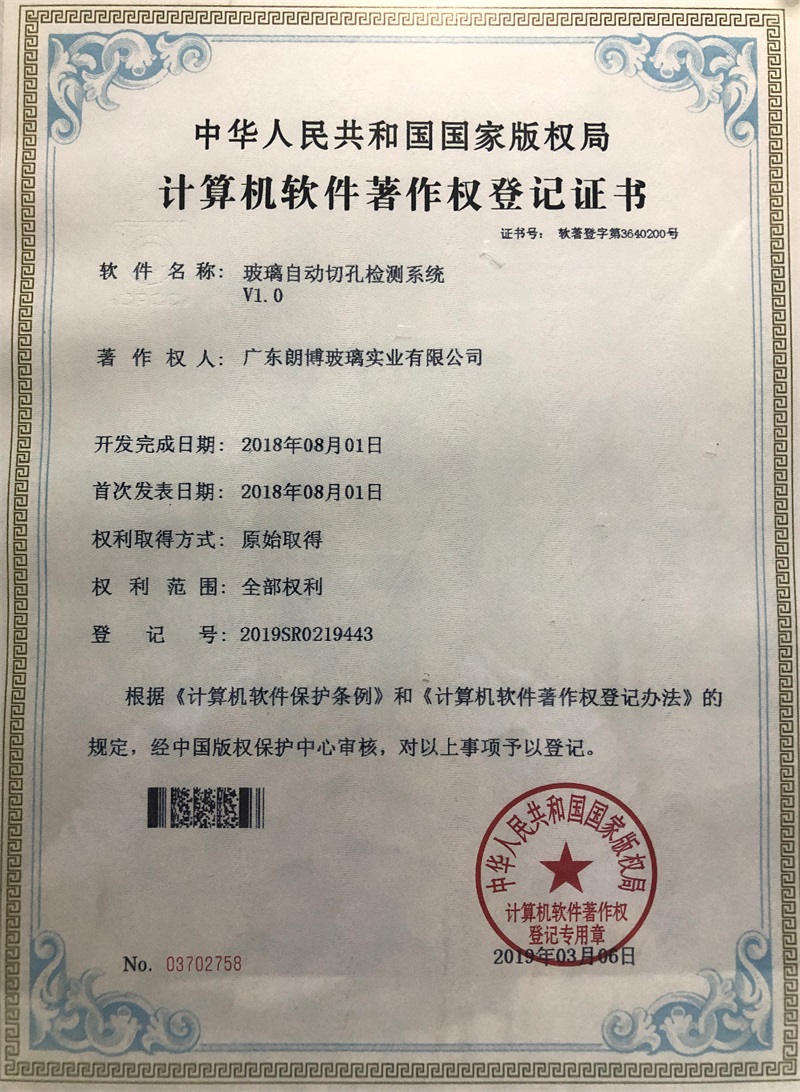 中华人民共和国国家版权局
计算机软件著作权登记证书
证书号： 软著登字第3640200号
软件名称： 玻璃自动切孔检测系统
V1.0
著作权人： 广东朗博玻璃实业有限公司
开发完成日期： 2018年08月01日
首次发表日期： 2018年08月01日
权利取得方式： 原始取得
权利范围： 全部权利
登记号： 2019SR0219443
根据《计算机软件保护条例》和《计算机软件著作权登记办法》的
规定，经中国版权保护中心审核，对以上事项予以登记。
中华人民共和国国家版权局
计算机软件著作权
登记专用章
No. 03702758
2019年03月06日